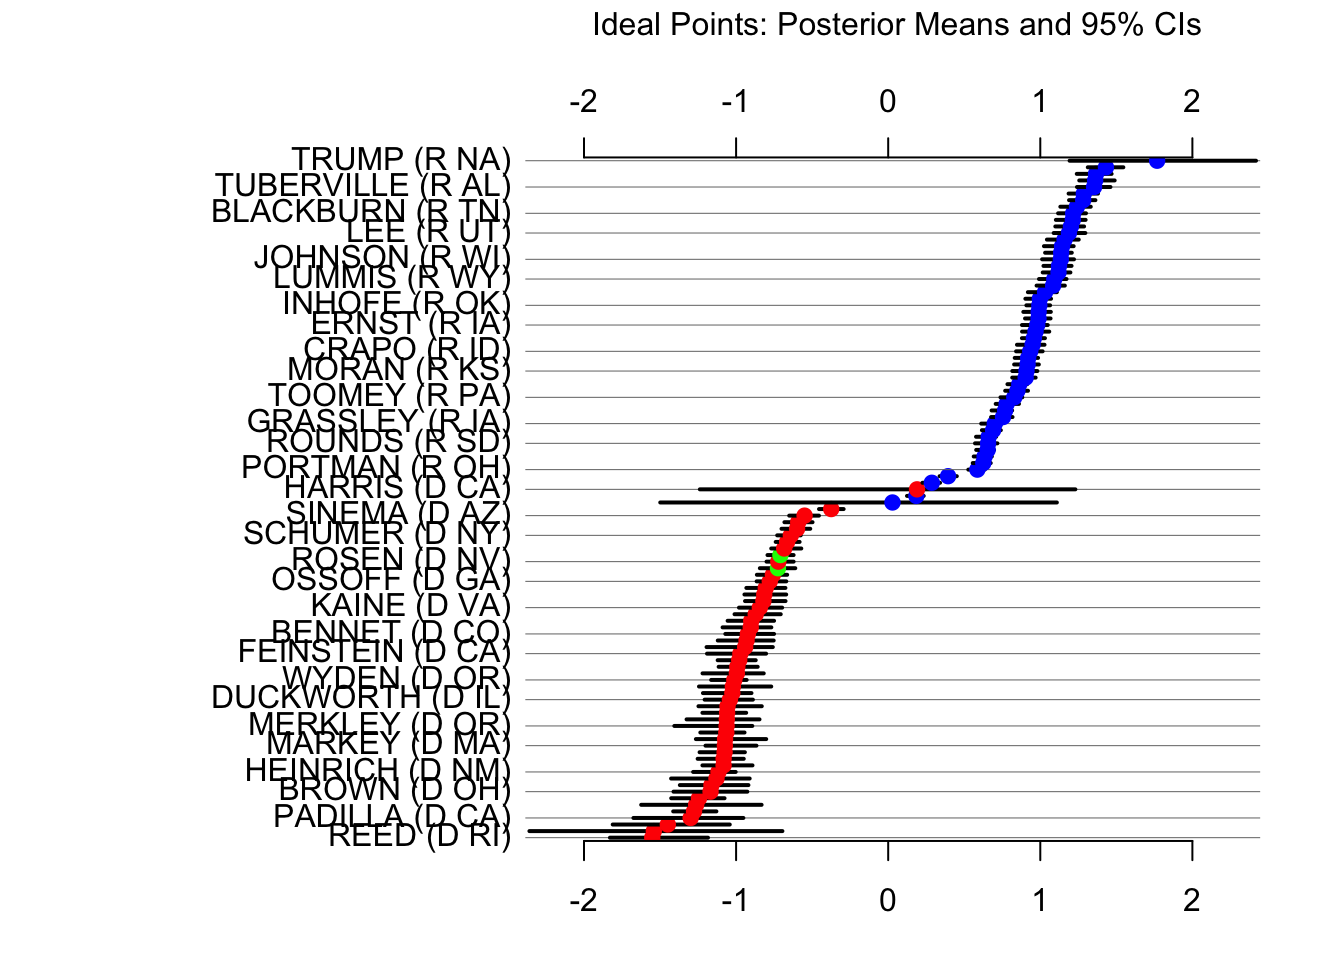 Ideal Points: Posterior Means and 95% CIs
-2 -1 0 1 2
TRUMP (R NA)
TUBERVILLE (R AL)
BLACKBURN (R TN)
LEE (R UT)
JOHNSON (R WI)
LUMMIS (R WY)
INHOFE (R OK)
ERNST (R IA)
CRAPO (R ID)
MORAN (R KS)
TOOMEY (R PA)
GRASSLEY (R IA)
ROUNDS (R SD)
PORTMAN (R OH)
HARRIS (D CA)
SINEMA (D AZ)
SCHUMER (D NY)
ROSEN (D NV)
OSSOFF (D GA)
KAINE (D VA)
BENNET (D CO)
FEINSTEIN (D CA)
WYDEN (D OR)
DUCKWORTH (D IL)
MERKLEY (D OR)
MARKEY (D MA)
HEINRICH (D NM)
BROWN (D OH)
PADILLA (D CA)
REED (D RI)
-2 -1 0 1 2